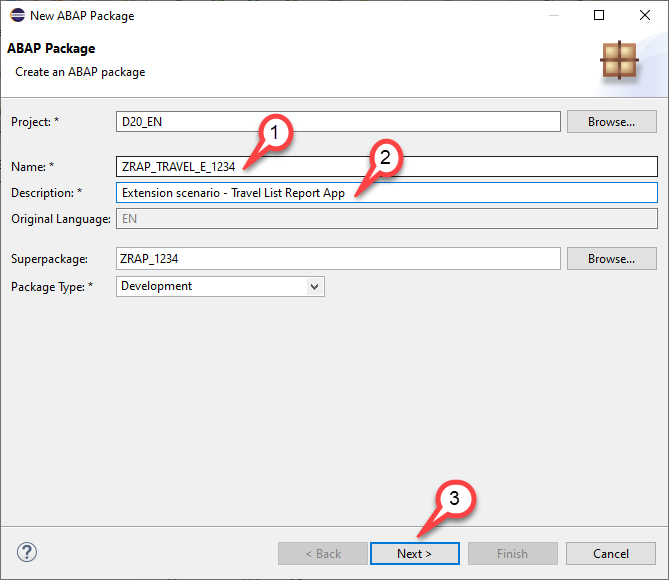 New ABAP Package
ABAP Package
Create an ABAP package
Project: * D20_EN Browse...
1
Name: * ZRAP_TRAVEL_E_1234
2
Description: * Extension scenario - Travel List Report App
Original Language: EN
Superpackage: ZRAP_1234 Browse...
Package Type: * Development
3
? < Back Next > Finish Cancel